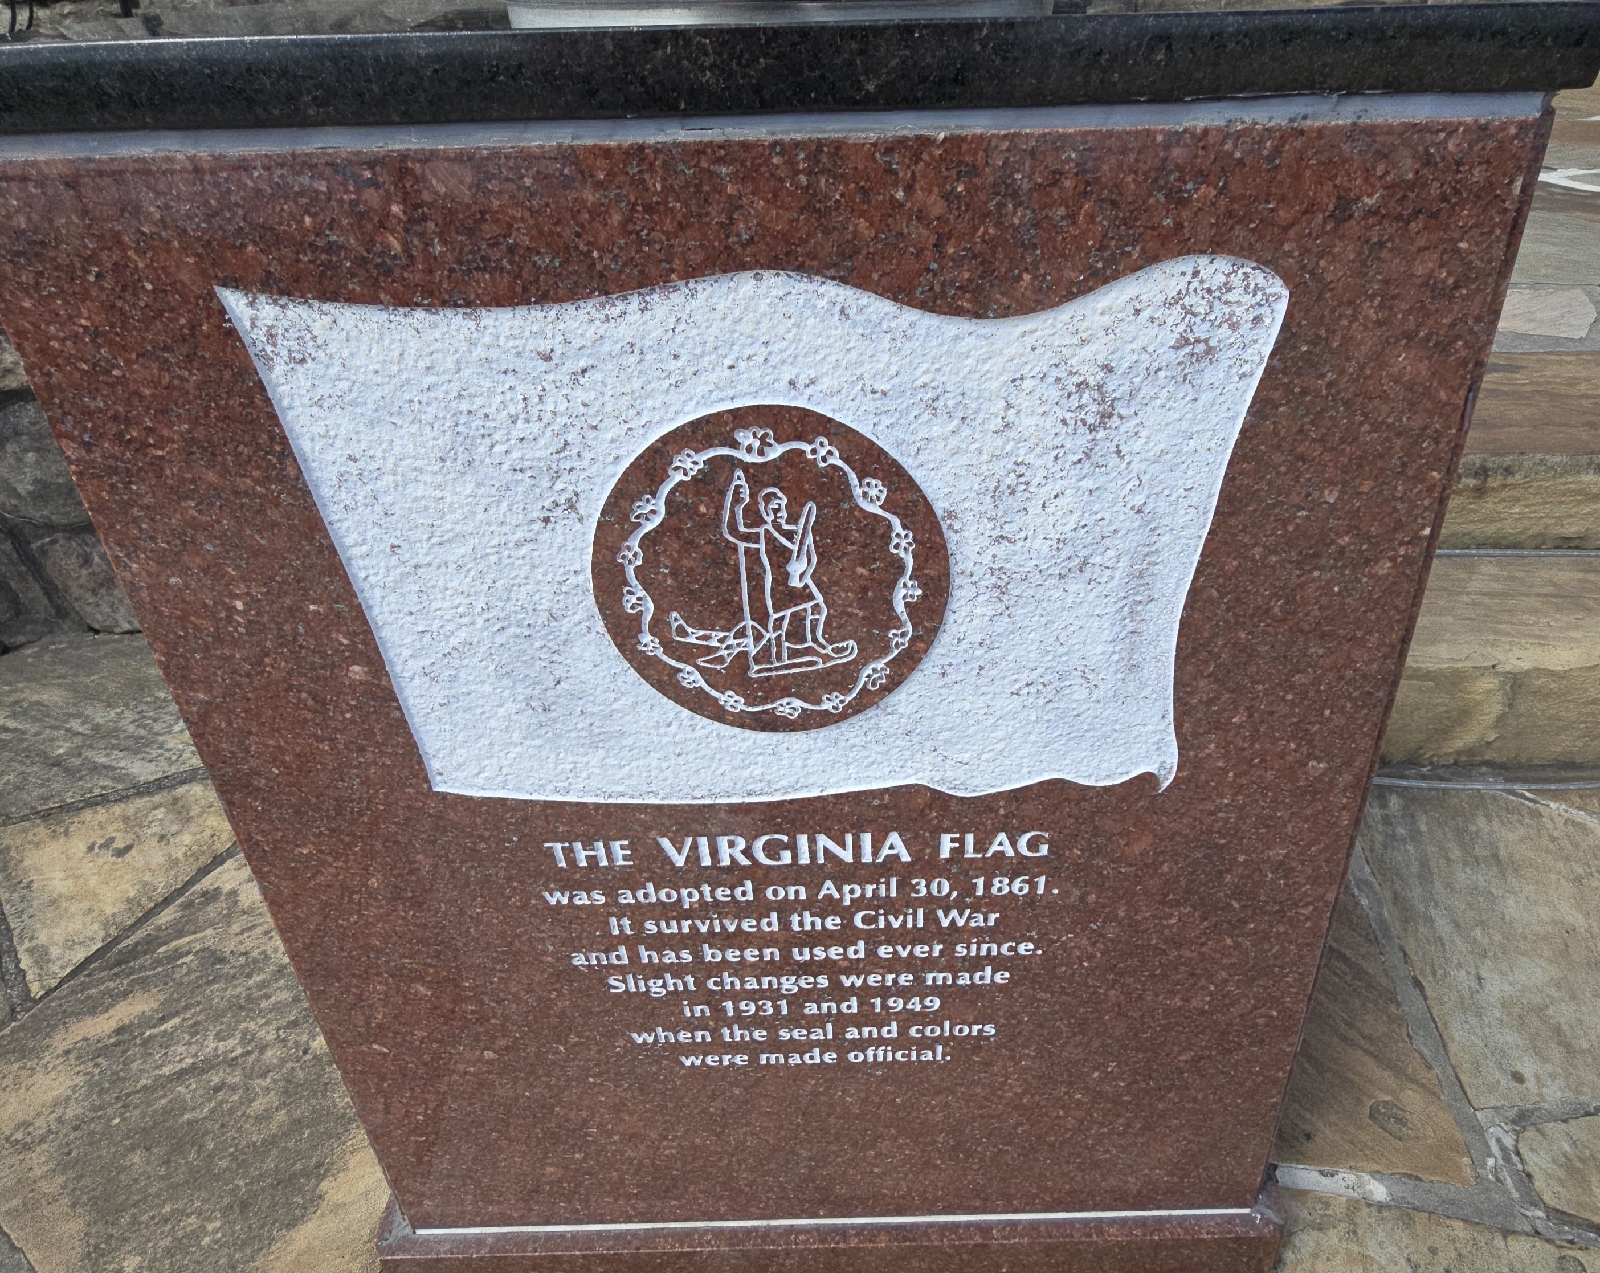 THE VIRGINIA FLAG
was adopted on April 30, 1861.
It survived the Civil War
and has been used ever since.
Slight changes were made
in 1931 and 1949
when the seal and colors
were made official.